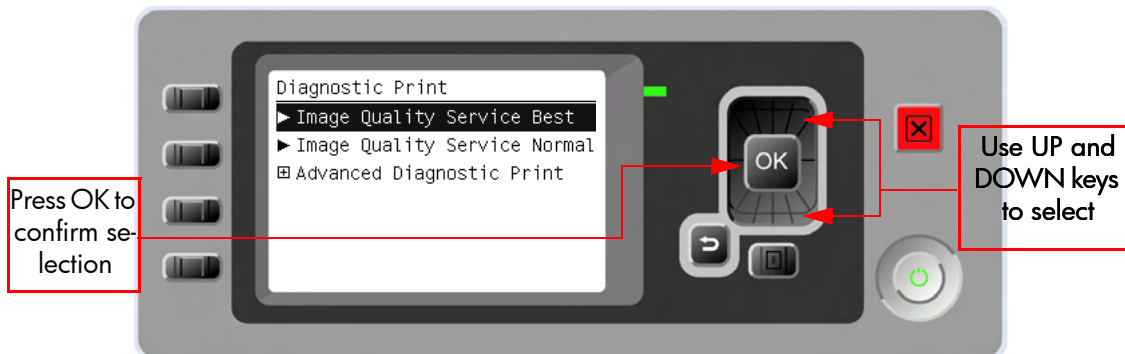 Diagnostic Print
Image Quality Service Best
Image Quality Service Normal
Advanced Diagnostic Print
OK
Press OK to
confirm se-
lection
Use UP and
DOWN keys
to select